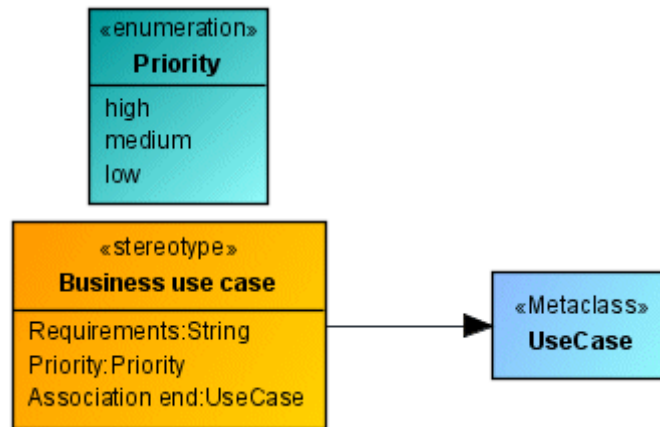 «enumeration»
Priority
high
medium
low
«stereotype»
Business use case
Requirements:String
Priority:Priority
Association end:UseCase
«Metaclass»
UseCase